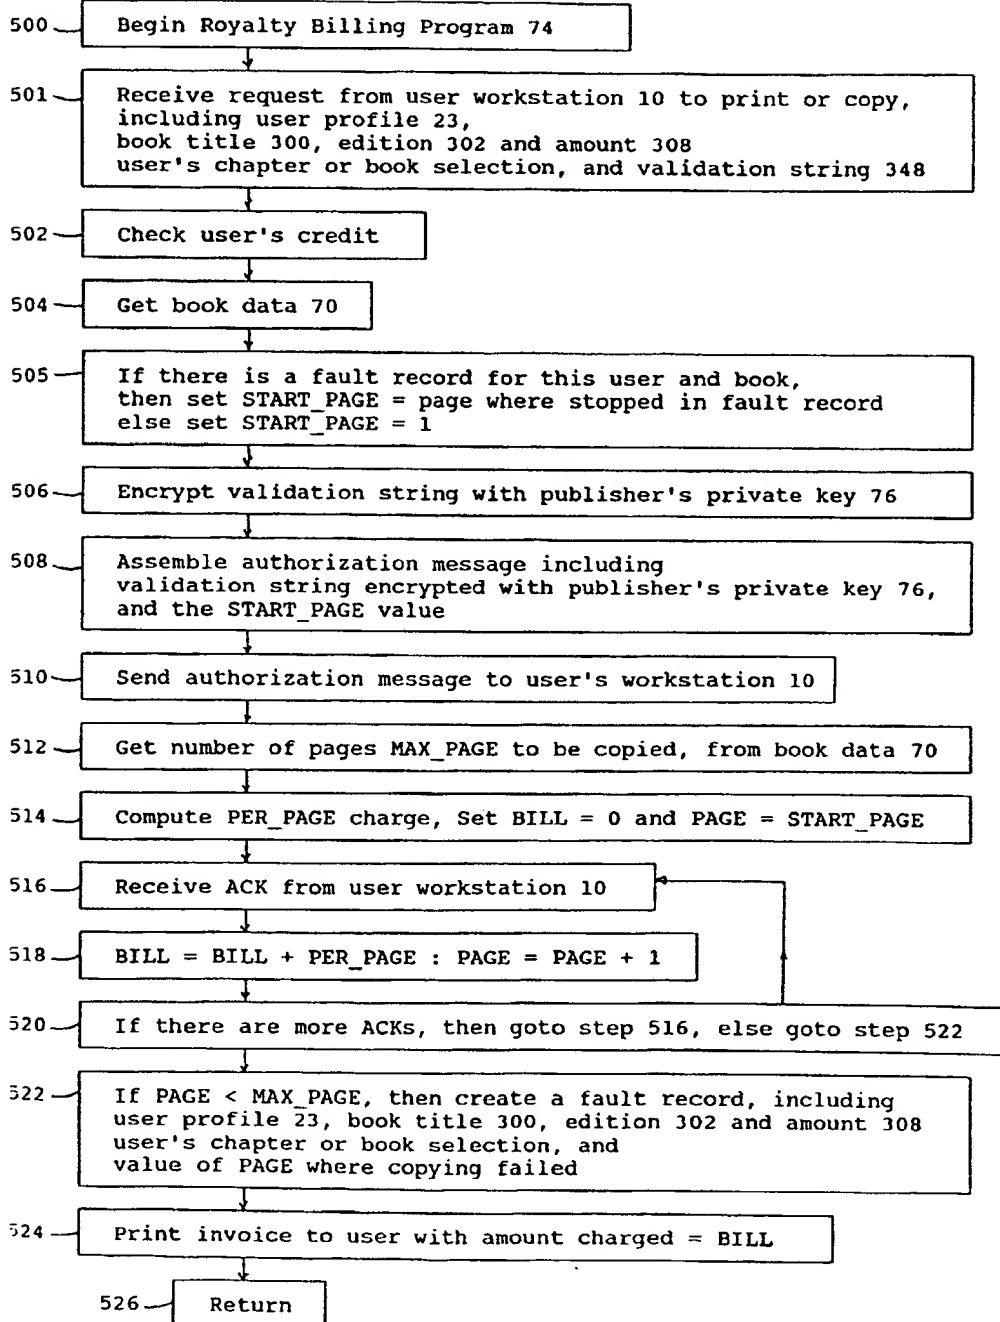 500 Begin Royalty Billing Program 74
501 Receive request from user workstation 10 to print or copy,
including user profile 23,
book title 300, edition 302 and amount 308
user's chapter or book selection, and validation string 348
502 Check user's credit
504 Get book data 70
505 If there is a fault record for this user and book,
then set START_PAGE = page where stopped in fault record
else set START_PAGE = 1
506 Encrypt validation string with publisher's private key 76
508 Assemble authorization message including
validation string encrypted with publisher's private key 76,
and the START_PAGE value
510 Send authorization message to user's workstation 10
512 Get number of pages MAX_PAGE to be copied, from book data 70
514 Compute PER_PAGE charge, Set BILL = 0 and PAGE = START_PAGE
516 Receive ACK from user workstation 10
518 BILL = BILL + PER_PAGE : PAGE = PAGE + 1
520 If there are more ACKs, then goto step 516, else goto step 522
522 If PAGE < MAX_PAGE, then create a fault record, including
user profile 23, book title 300, edition 302 and amount 308
user's chapter or book selection, and
value of PAGE where copying failed
524 Print invoice to user with amount charged = BILL
526 Return